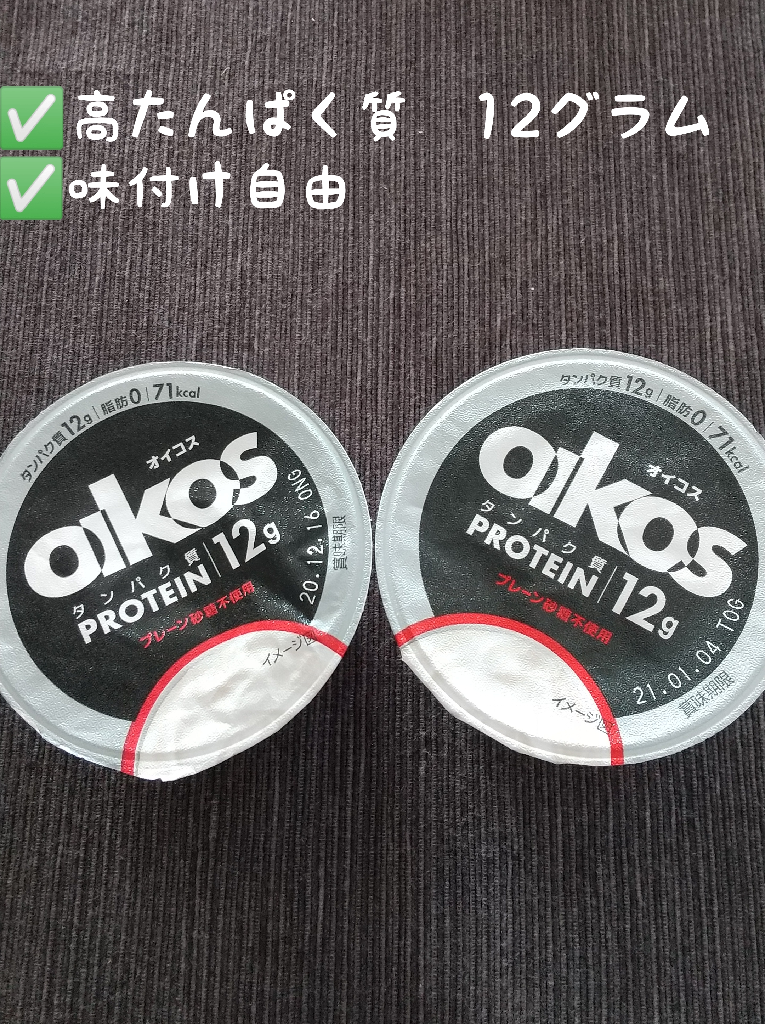 ✅高たんぱく質 12グラム
✅味付け自由
タンパク質12g|脂肪0|71kcal
オイコス
oikos
タンパク質
PROTEIN|12g
プレーン砂糖不使用
イメージ図
20.12.16 ONG
賞味期限
タンパク質12g|脂肪0|71kcal
オイコス
oikos
タンパク質
PROTEIN|12g
プレーン砂糖不使用
イメージ図
21.01.04 TOG
賞味期限